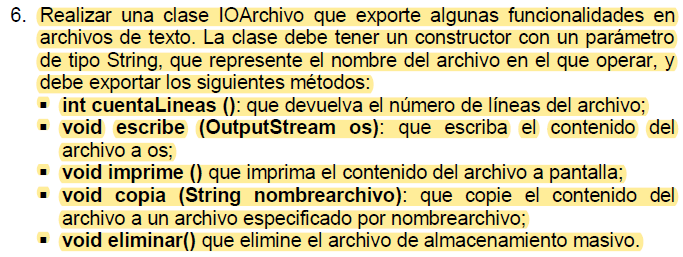 6. Realizar una clase IOArchivo que exporte algunas funcionalidades en
archivos de texto. La clase debe tener un constructor con un parámetro
de tipo String, que represente el nombre del archivo en el que operar, y
debe exportar los siguientes métodos:
▪ int cuentaLineas (): que devuelva el número de líneas del archivo;
▪ void escribe (OutputStream os): que escriba el contenido del
archivo a os;
▪ void imprime () que imprima el contenido del archivo a pantalla;
▪ void copia (String nombrearchivo): que copie el contenido del
archivo a un archivo especificado por nombrearchivo;
▪ void eliminar() que elimine el archivo de almacenamiento masivo.